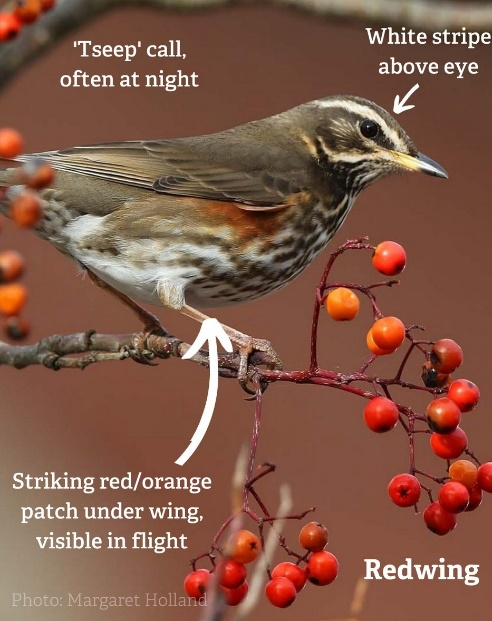 'Tseep' call,
often at night
White stripe
above eye
Striking red/orange
patch under wing,
visible in flight
Redwing
Photo: Margaret Holland